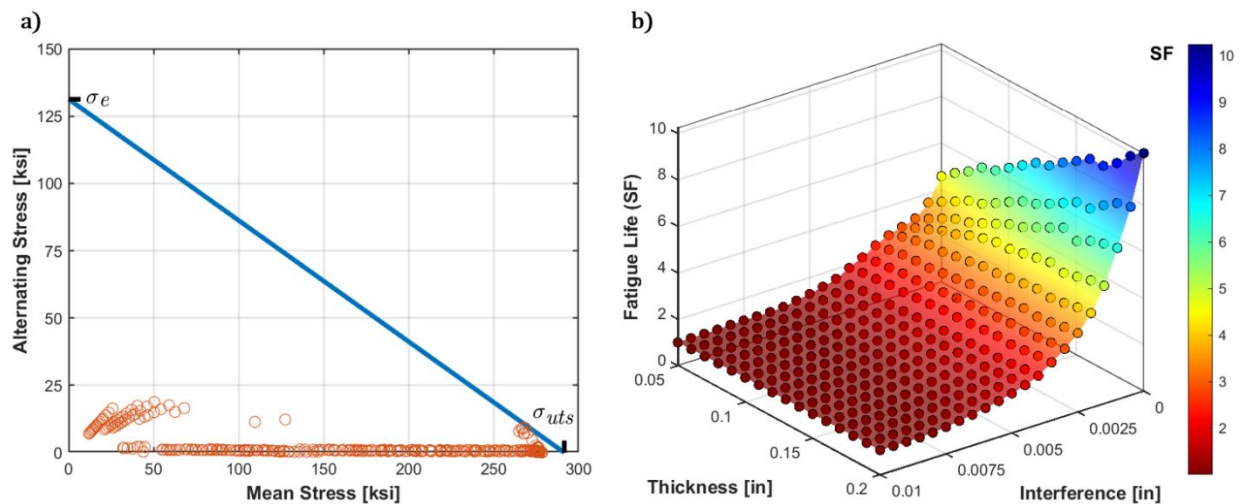 a)
150
125
100
75
50
25
0
Alternating Stress [ksi]
σe
σuts
0 50 100 150 200 250 300
Mean Stress [ksi]
b)
SF
10
8
6
4
2
0
Fatigue Life (SF)
0.05
0.1
0.15
0.2
Thickness [in]
0.01
0.0075
0.005
0.0025
0
Interference [in]
10
9
8
7
6
5
4
3
2